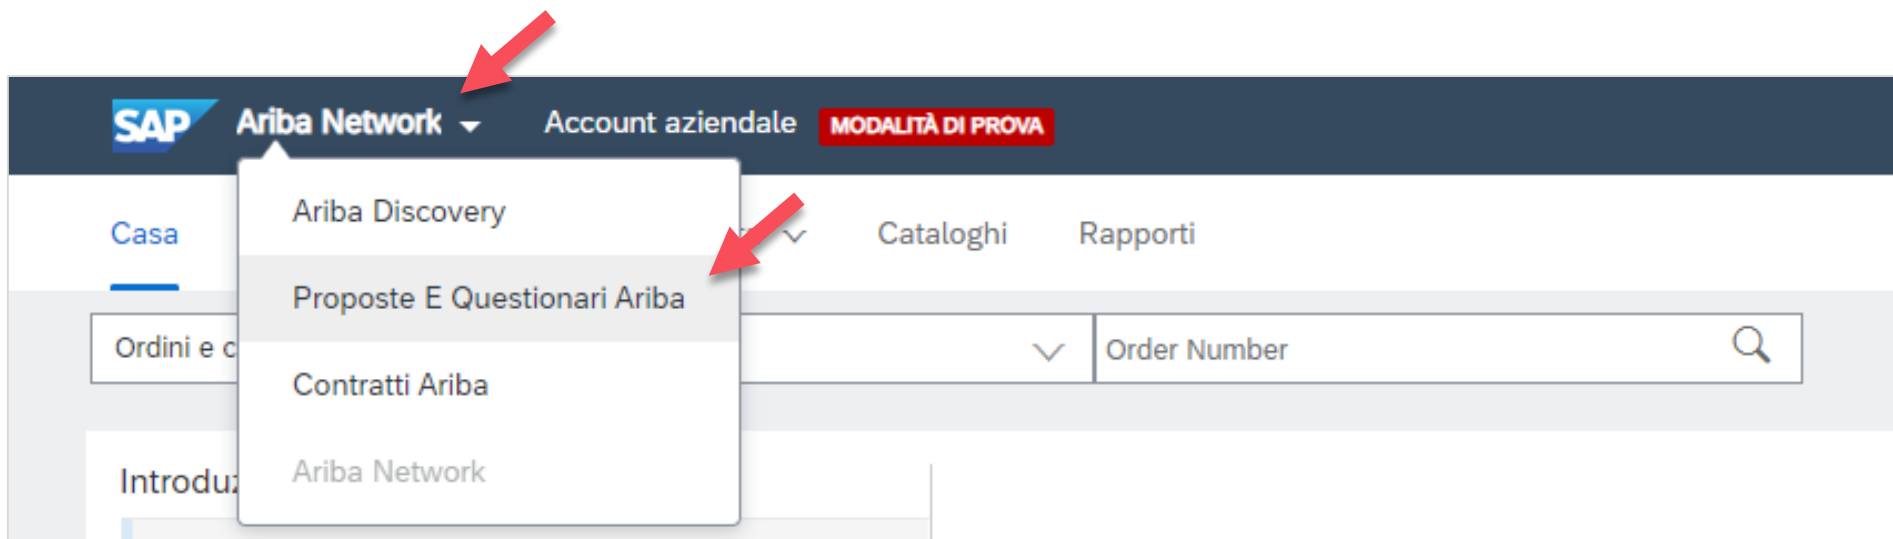 SAP Ariba Network Account aziendale MODALITÀ DI PROVA
Ariba Discovery
Casa Cataloghi Rapporti
Proposte E Questionari Ariba
Ordini e Order Number
Contratti Ariba
Ariba Network